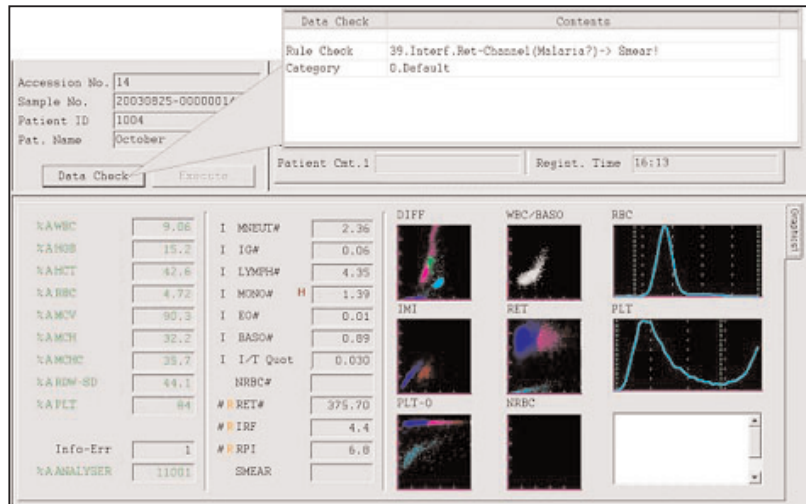 Data Check Contents
Rule Check 39.Interf.Ret-Channel(Malaria?)-> Smear!
Category 0.Default
Accession No. 14
Sample No. 20030825-0000001
Patient ID 1004
Pat. Name October
Data Check Execute
Patient Cmt.1 Regist. Time 16:13
Graphics1
%AWBC 9.06 I MNEUT# 2.36 DIFF WBC/BASO RBC
%AHGB 15.2 I IG# 0.06
%AHCT 42.6 I LYMPH# 4.35
%ARBC 4.72 I MONO# H 1.39
%AMCV 90.3 I EO# 0.01 IMI RET PLT
%AMCH 32.2 I BASO# 0.89
%AMCHC 35.7 I I/T Quot 0.030
%ARDW-SD 44.1 NRBC#
%APLT 84 # R RET# 375.70 PLT-O NRBC
# R IRF 4.4
Info-Err 1 # R RPI 6.8
%AANALYSER 11001 SMEAR